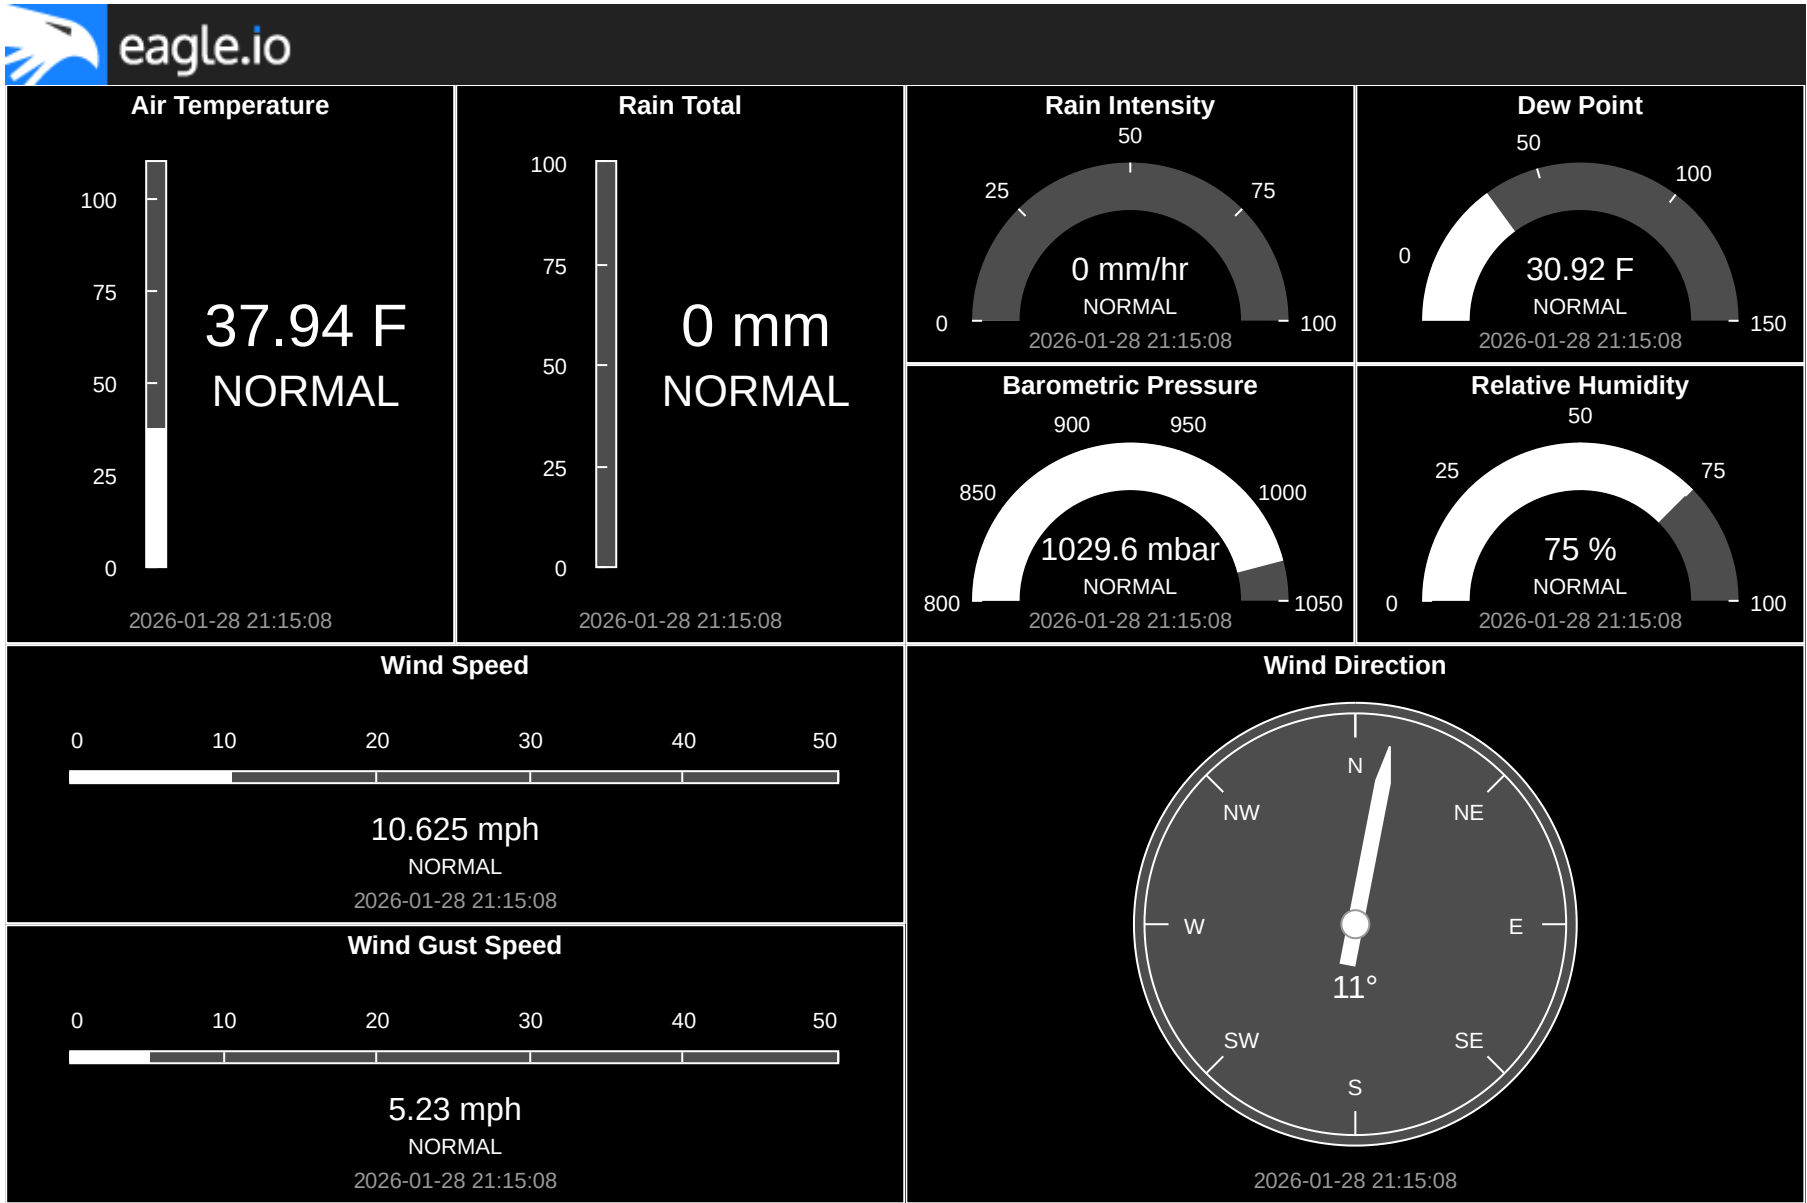 eagle.io
Air Temperature
100
75
50
25
0
37.94 F
NORMAL
2026-01-28 21:15:08
Rain Total
100
75
50
25
0
0 mm
NORMAL
2026-01-28 21:15:08
Rain Intensity
50
25
75
0
100
0 mm/hr
NORMAL
2026-01-28 21:15:08
Dew Point
50
100
0
150
30.92 F
NORMAL
2026-01-28 21:15:08
Barometric Pressure
900
950
850
1000
800
1050
1029.6 mbar
NORMAL
2026-01-28 21:15:08
Relative Humidity
50
25
75
0
100
75 %
NORMAL
2026-01-28 21:15:08
Wind Speed
0 10 20 30 40 50
10.625 mph
NORMAL
2026-01-28 21:15:08
Wind Gust Speed
0 10 20 30 40 50
5.23 mph
NORMAL
2026-01-28 21:15:08
Wind Direction
N
NW
NE
W
E
11°
SW
SE
S
2026-01-28 21:15:08